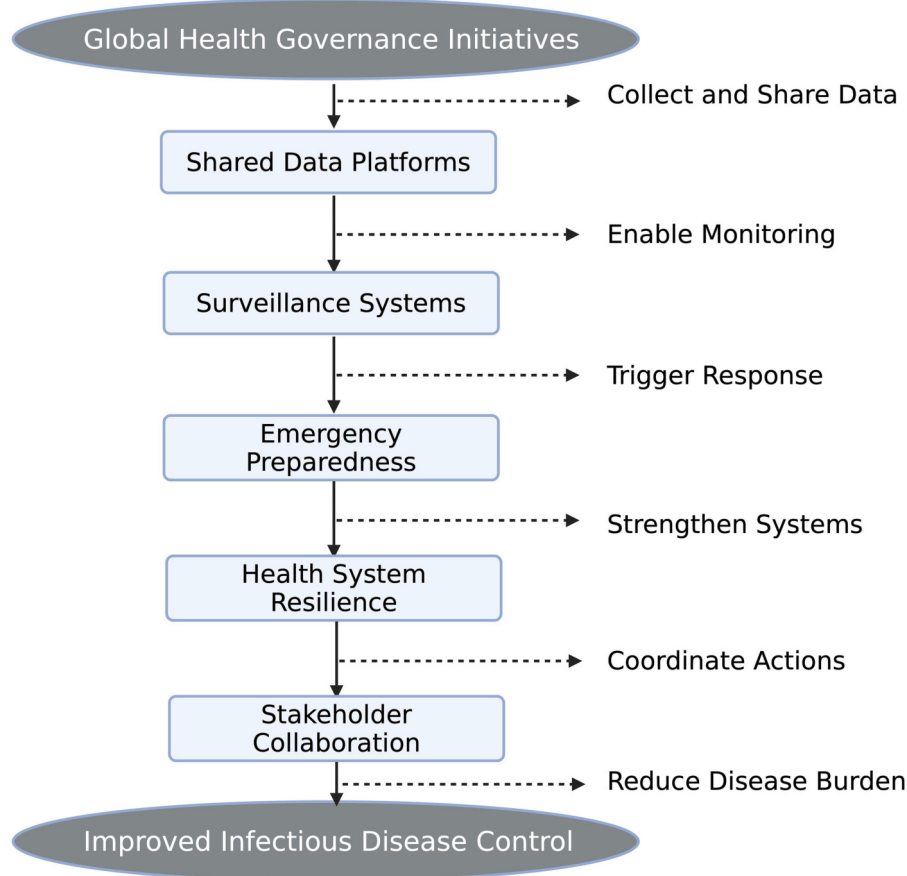 Global Health Governance Initiatives
Collect and Share Data
Shared Data Platforms
Enable Monitoring
Surveillance Systems
Trigger Response
Emergency
Preparedness
Strengthen Systems
Health System
Resilience
Coordinate Actions
Stakeholder
Collaboration
Reduce Disease Burden
Improved Infectious Disease Control